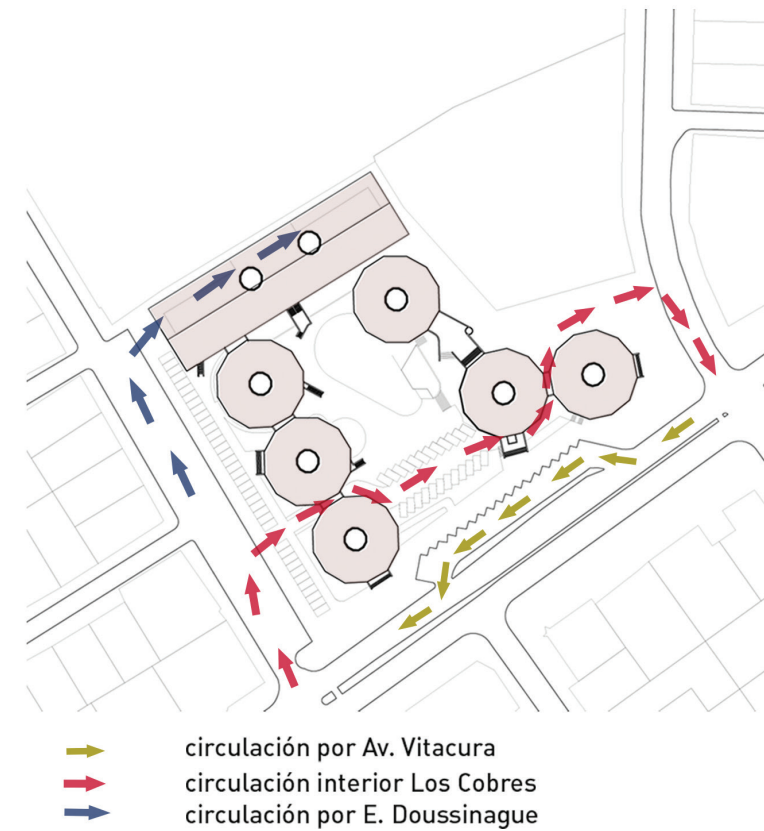 circulación por Av. Vitacura
circulación interior Los Cobres
circulación por E. Doussinague